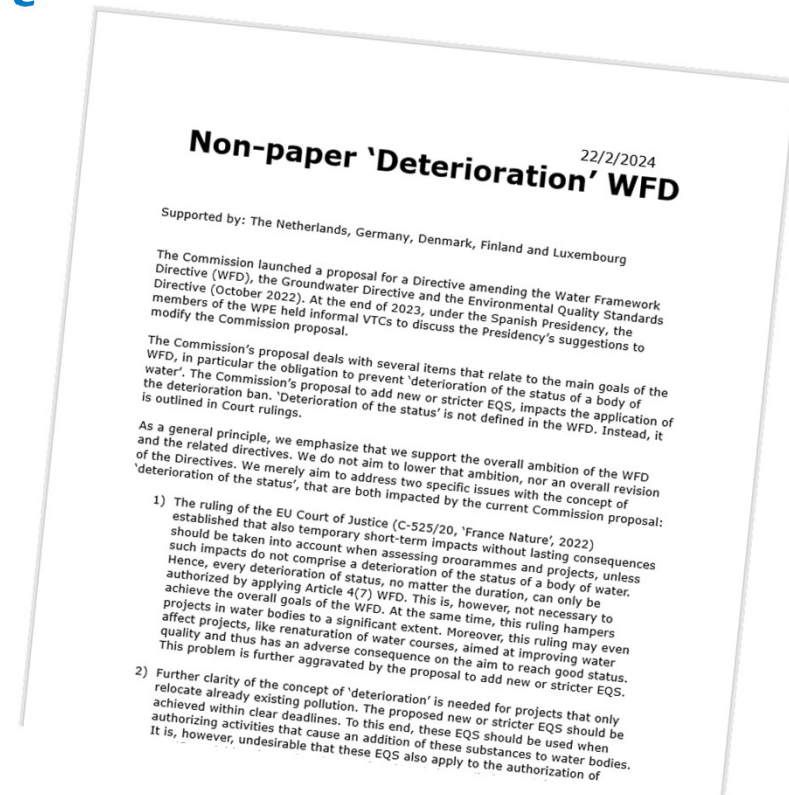 22/2/2024
Non-paper ‘Deterioration’ WFD
Supported by: The Netherlands, Germany, Denmark, Finland and Luxembourg
The Commission launched a proposal for a Directive amending the Water Framework
Directive (WFD), the Groundwater Directive and the Environmental Quality Standards
Directive (October 2022). At the end of 2023, under the Spanish Presidency, the
members of the WPE held informal VTCs to discuss the Presidency’s suggestions to
modify the Commission proposal.
The Commission’s proposal deals with several items that relate to the main goals of the
WFD, in particular the obligation to prevent ‘deterioration of the status of a body of
water’. The Commission’s proposal to add new or stricter EQS, impacts the application of
the deterioration ban. ‘Deterioration of the status’ is not defined in the WFD. Instead, it
is outlined in Court rulings.
As a general principle, we emphasize that we support the overall ambition of the WFD
and the related directives. We do not aim to lower that ambition, nor an overall revision
of the Directives. We merely aim to address two specific issues with the concept of
‘deterioration of the status’, that are both impacted by the current Commission proposal:
1) The ruling of the EU Court of Justice (C-525/20, ‘France Nature’, 2022)
established that also temporary short-term impacts without lasting consequences
should be taken into account when assessing programmes and projects, unless
such impacts do not comprise a deterioration of the status of a body of water.
Hence, every deterioration of status, no matter the duration, can only be
authorized by applying Article 4(7) WFD. This is, however, not necessary to
achieve the overall goals of the WFD. At the same time, this ruling hampers
projects in water bodies to a significant extent. Moreover, this ruling may even
affect projects, like renaturation of water courses, aimed at improving water
quality and thus has an adverse consequence on the aim to reach good status.
This problem is further aggravated by the proposal to add new or stricter EQS.
2) Further clarity of the concept of ‘deterioration’ is needed for projects that only
relocate already existing pollution. The proposed new or stricter EQS should be
achieved within clear deadlines. To this end, these EQS should be used when
authorizing activities that cause an addition of these substances to water bodies.
It is, however, undesirable that these EQS also apply to the authorization of